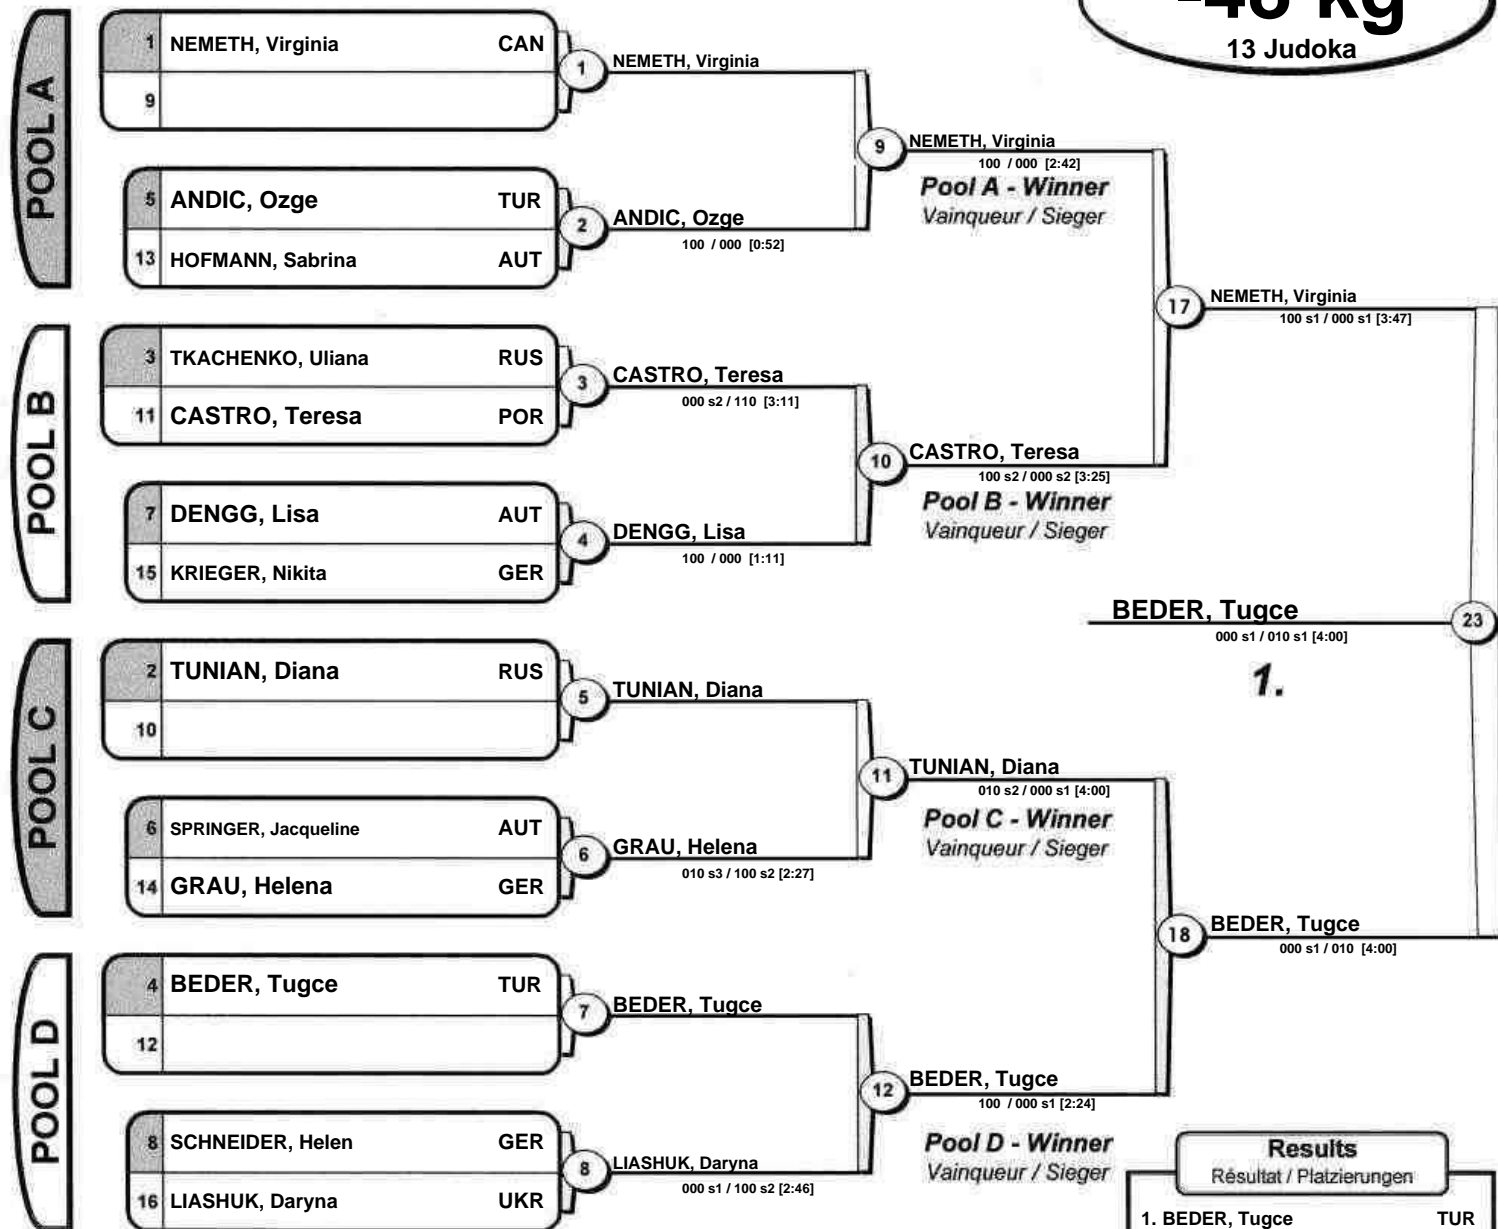 -48 kg
13 Judoka
POOL A
1 NEMETH, Virginia CAN
9
1 NEMETH, Virginia
5 ANDIC, Ozge TUR
13 HOFMANN, Sabrina AUT
2 ANDIC, Ozge
100 / 000 [0:52]
9 NEMETH, Virginia
100 / 000 [2:42]
Pool A - Winner
Vainqueur / Sieger
POOL B
3 TKACHENKO, Uliana RUS
11 CASTRO, Teresa POR
3 CASTRO, Teresa
000 s2 / 110 [3:11]
7 DENGG, Lisa AUT
15 KRIEGER, Nikita GER
4 DENGG, Lisa
100 / 000 [1:11]
10 CASTRO, Teresa
100 s2 / 000 s2 [3:25]
Pool B - Winner
Vainqueur / Sieger
17 NEMETH, Virginia
100 s1 / 000 s1 [3:47]
BEDER, Tugce 23
000 s1 / 010 s1 [4:00]
1.
POOL C
2 TUNIAN, Diana RUS
10
5 TUNIAN, Diana
6 SPRINGER, Jacqueline AUT
14 GRAU, Helena GER
6 GRAU, Helena
010 s3 / 100 s2 [2:27]
11 TUNIAN, Diana
010 s2 / 000 s1 [4:00]
Pool C - Winner
Vainqueur / Sieger
POOL D
4 BEDER, Tugce TUR
12
7 BEDER, Tugce
8 SCHNEIDER, Helen GER
16 LIASHUK, Daryna UKR
8 LIASHUK, Daryna
000 s1 / 100 s2 [2:46]
12 BEDER, Tugce
100 / 000 s1 [2:24]
Pool D - Winner
Vainqueur / Sieger
18 BEDER, Tugce
000 s1 / 010 [4:00]
Results
Résultat / Platzierungen
1. BEDER, Tugce TUR